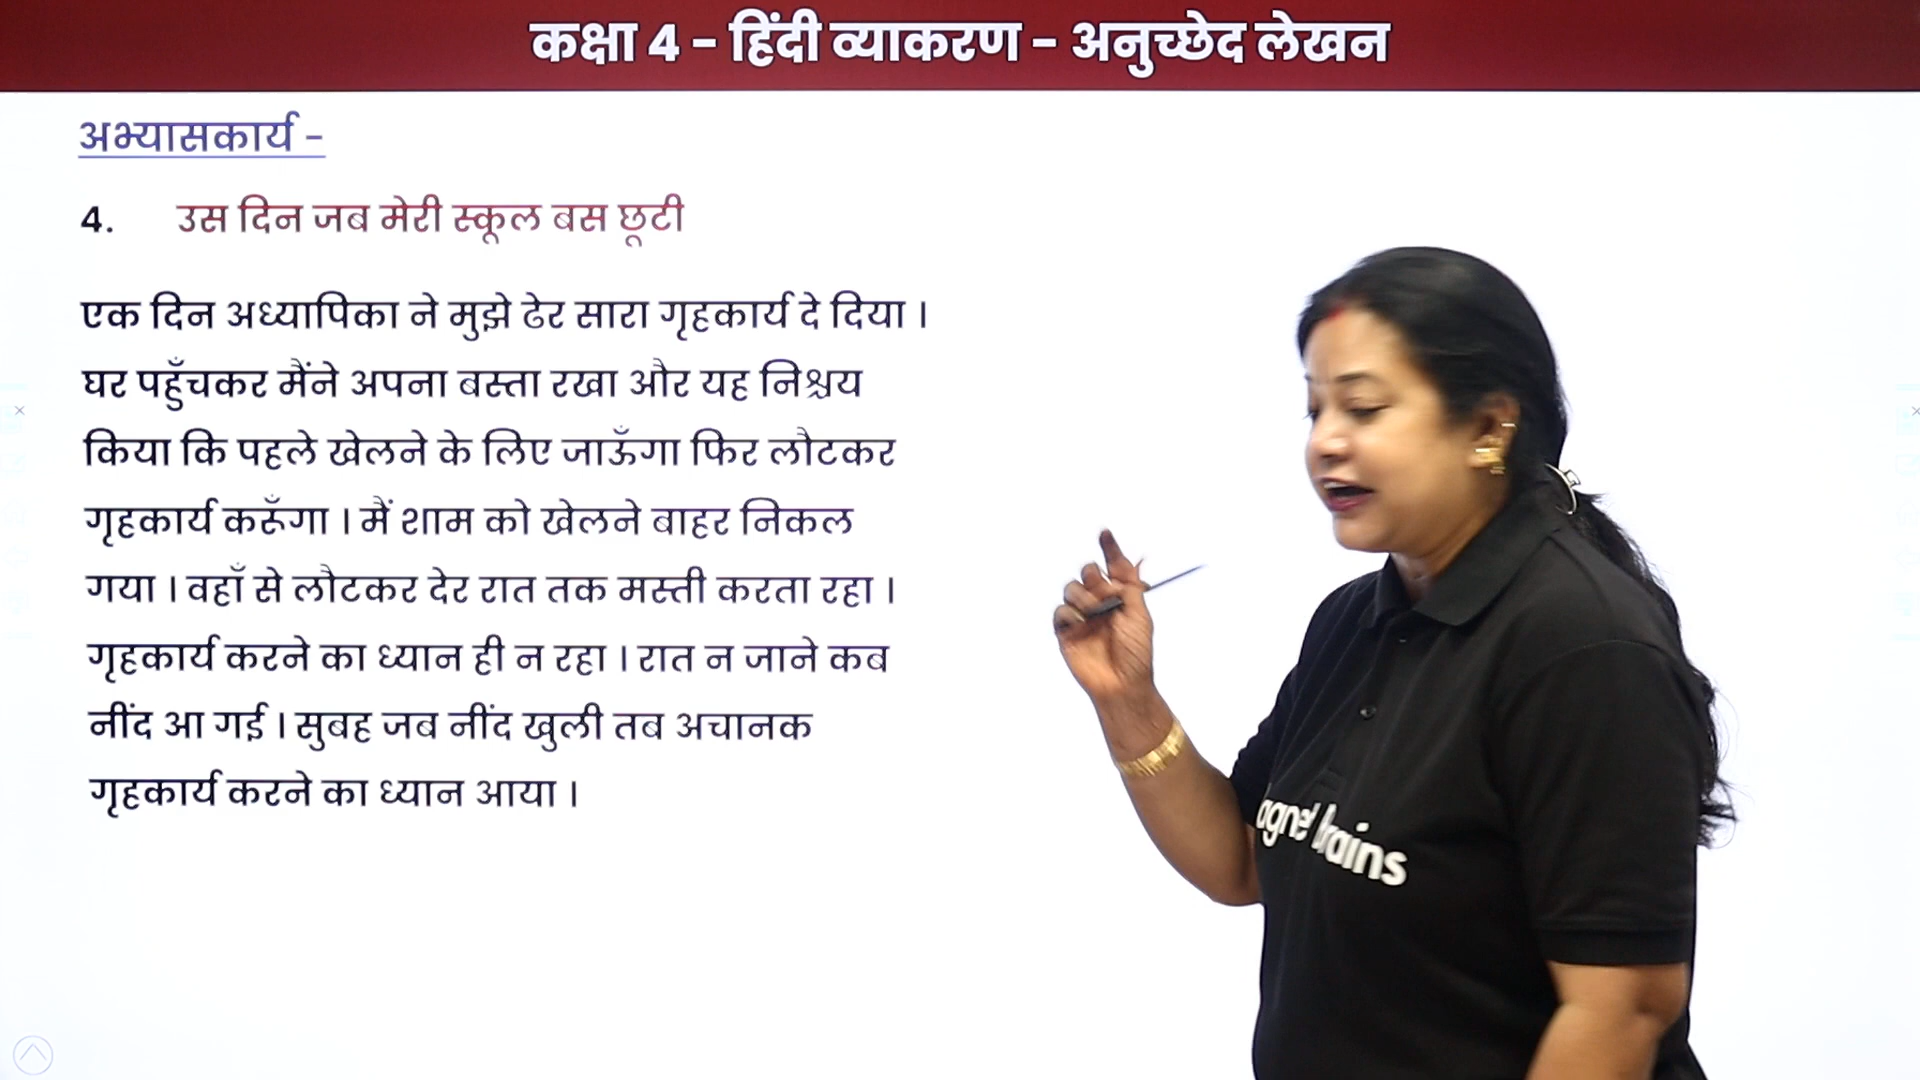 कक्षा 4 - हिंदी व्याकरण - अनुच्छेद लेखन
अभ्यासकार्य -
4. उस दिन जब मेरी स्कूल बस छूटी
एक दिन अध्यापिका ने मुझे ढेर सारा गृहकार्य दे दिया ।
घर पहुँचकर मैंने अपना बस्ता रखा और यह निश्चय
किया कि पहले खेलने के लिए जाऊँगा फिर लौटकर
गृहकार्य करूँगा । मैं शाम को खेलने बाहर निकल
गया । वहाँ से लौटकर देर रात तक मस्ती करता रहा ।
गृहकार्य करने का ध्यान ही न रहा । रात न जाने कब
नींद आ गई । सुबह जब नींद खुली तब अचानक
गृहकार्य करने का ध्यान आया ।